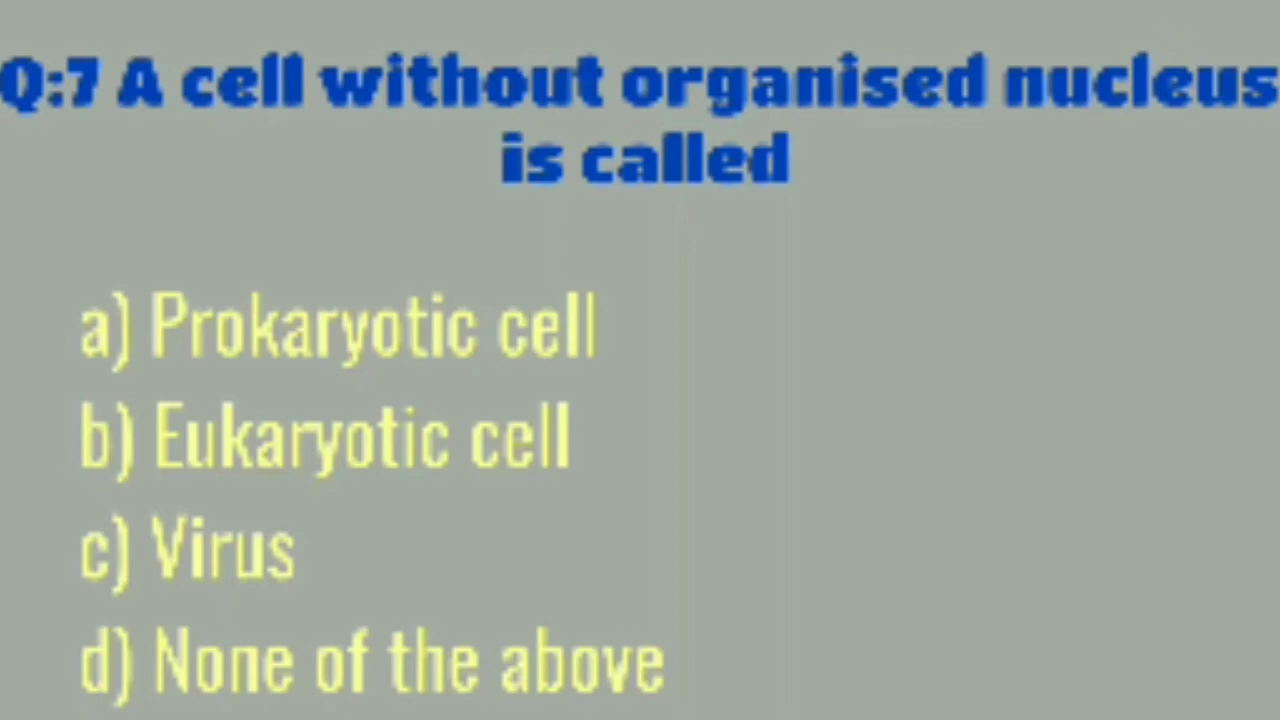 Q:7 A cell without organised nucleus
is called
a) Prokaryotic cell
b) Eukaryotic cell
c) Virus
d) None of the above